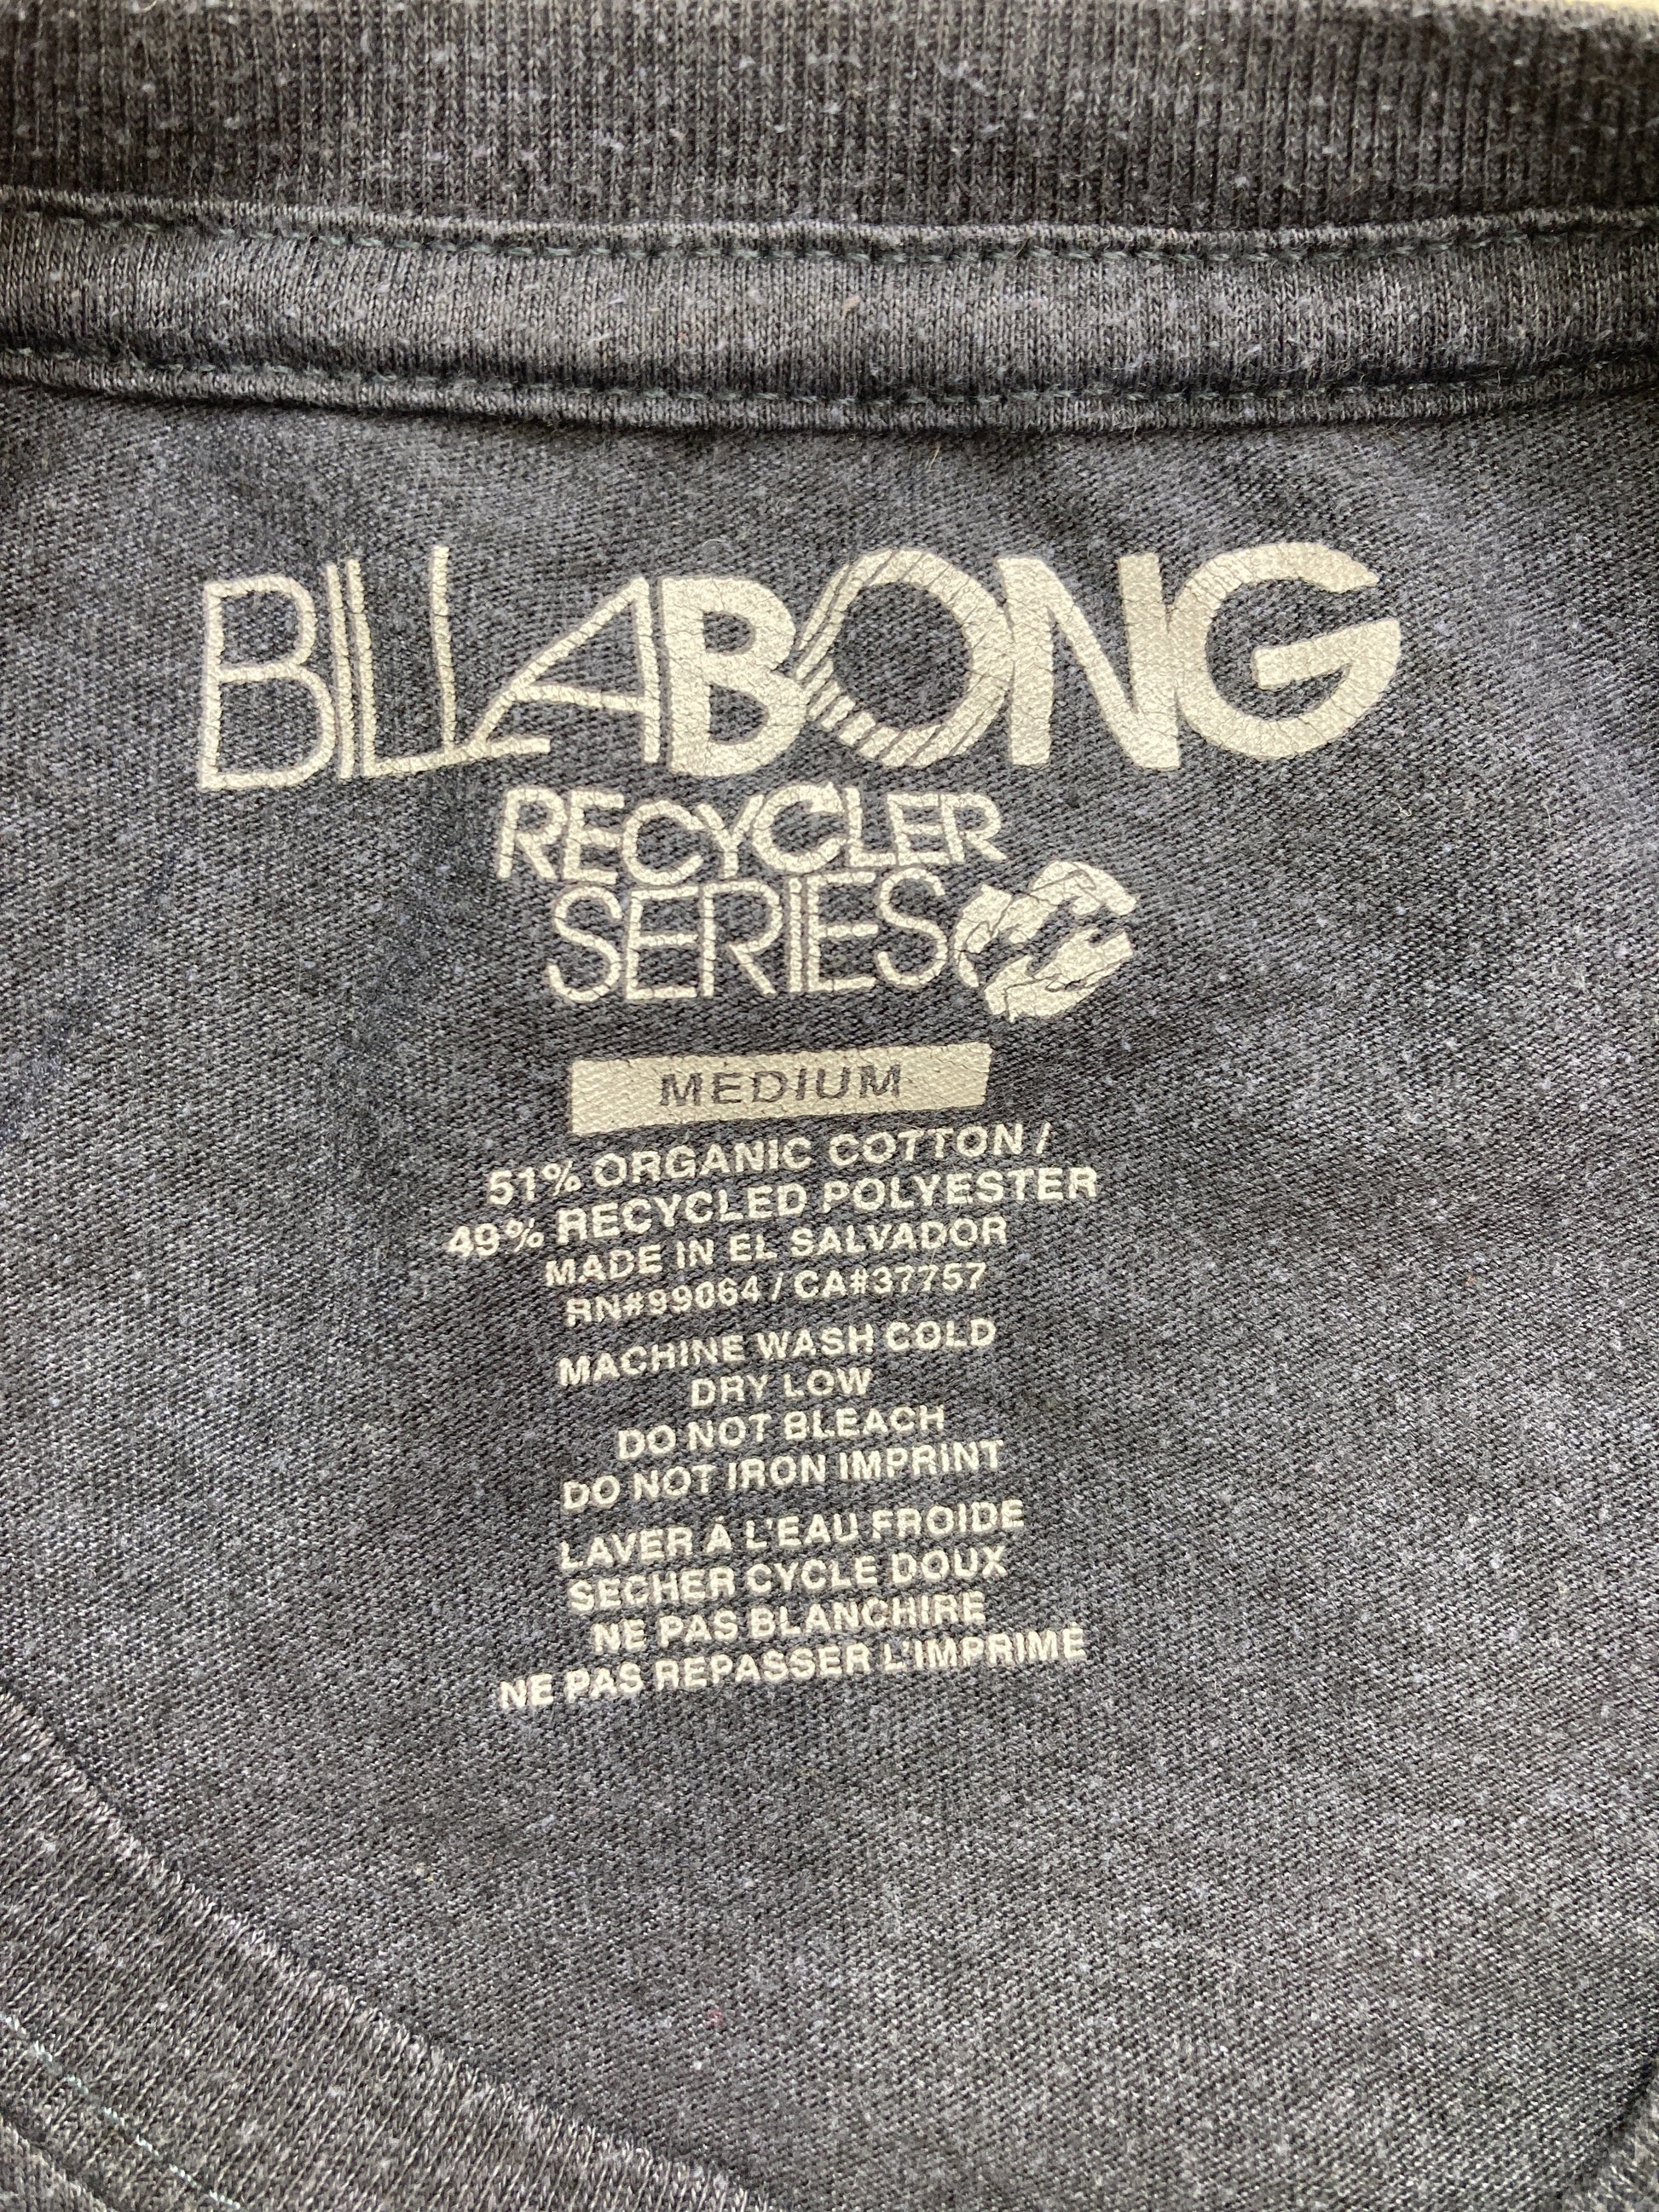 BILLABONG
RECYCLER
SERIES
MEDIUM
51% ORGANIC COTTON /
49% RECYCLED POLYESTER
MADE IN EL SALVADOR
RN#99064 / CA#37757
MACHINE WASH COLD
DRY LOW
DO NOT BLEACH
DO NOT IRON IMPRINT
LAVER À L'EAU FROIDE
SECHER CYCLE DOUX
NE PAS BLANCHIRE
NE PAS REPASSER L'IMPRIMÉ